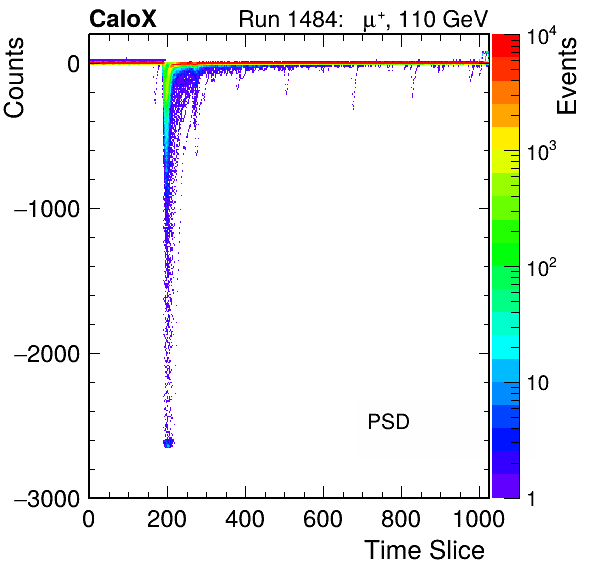 CaloX Run 1484: μ⁺, 110 GeV
Counts
Events
0
−1000
−2000
−3000
0 200 400 600 800 1000
Time Slice
PSD
10⁴
10³
10²
10
1